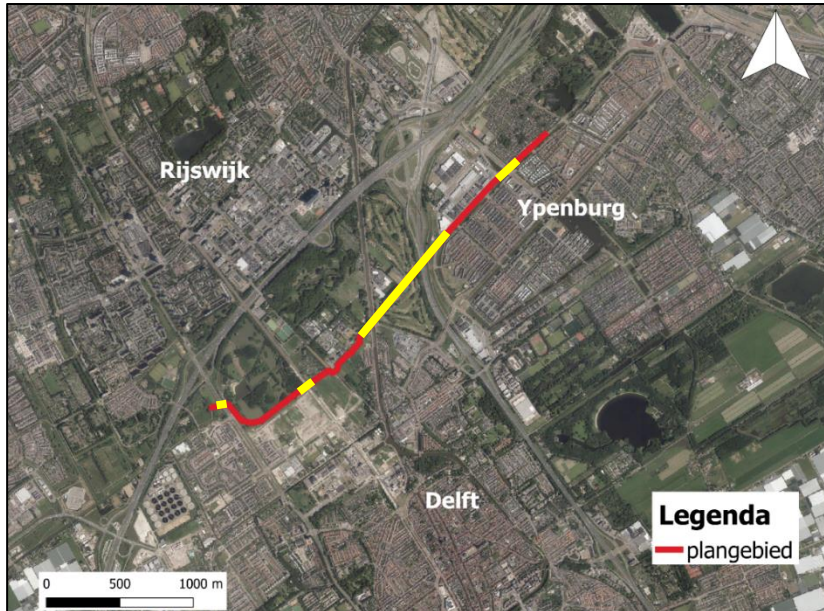 Rijswijk
Ypenburg
Delft
Legenda
plangebied
0 500 1000 m